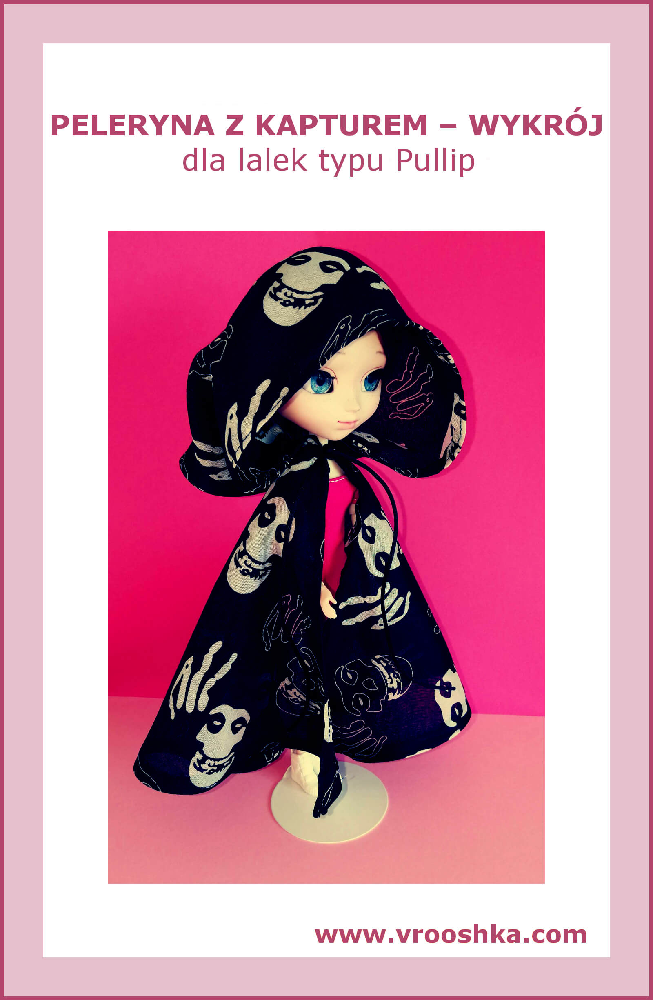 PELERYNA Z KAPTUREM – WYKRÓJ
dla lalek typu Pullip
www.vrooshka.com